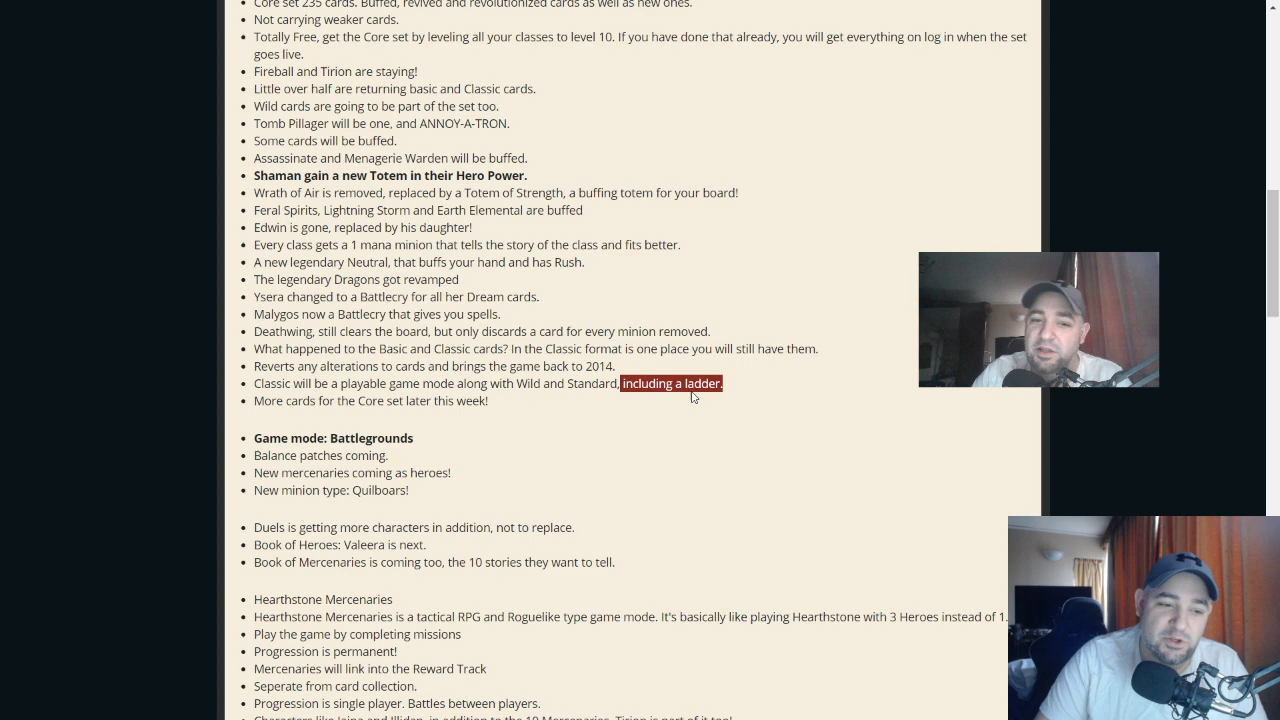 Core set 235 cards. Buffed, revived and revolutionized cards as well as new ones.
Not carrying weaker cards.
Totally Free, get the Core set by leveling all your classes to level 10. If you have done that already, you will get everything on log in when the set
goes live.
Fireball and Tirion are staying!
Little over half are returning basic and Classic cards.
Wild cards are going to be part of the set too.
Tomb Pillager will be one, and ANNOY-A-TRON.
Some cards will be buffed.
Assassinate and Menagerie Warden will be buffed.
Shaman gain a new Totem in their Hero Power.
Wrath of Air is removed, replaced by a Totem of Strength, a buffing totem for your board!
Feral Spirits, Lightning Storm and Earth Elemental are buffed
Edwin is gone, replaced by his daughter!
Every class gets a 1 mana minion that tells the story of the class and fits better.
A new legendary Neutral, that buffs your hand and has Rush.
The legendary Dragons got revamped
Ysera changed to a Battlecry for all her Dream cards.
Malygos now a Battlecry that gives you spells.
Deathwing, still clears the board, but only discards a card for every minion removed.
What happened to the Basic and Classic cards? In the Classic format is one place you will still have them.
Reverts any alterations to cards and brings the game back to 2014.
Classic will be a playable game mode along with Wild and Standard, including a ladder.
More cards for the Core set later this week!
Game mode: Battlegrounds
Balance patches coming.
New mercenaries coming as heroes!
New minion type: Quilboars!
Duels is getting more characters in addition, not to replace.
Book of Heroes: Valeera is next.
Book of Mercenaries is coming too, the 10 stories they want to tell.
Hearthstone Mercenaries
Hearthstone Mercenaries is a tactical RPG and Roguelike type game mode. It's basically like playing Hearthstone with 3 Heroes instead of 1.
Play the game by completing missions
Progression is permanent!
Mercenaries will link into the Reward Track
Seperate from card collection.
Progression is single player. Battles between players.
Characters like Jaina and Illidan, in addition to the 10 Mercenaries. Tirion is part of it too!